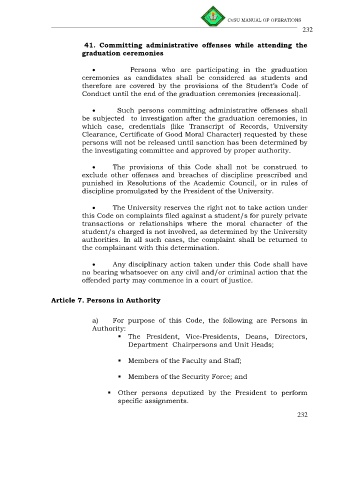 CvSU MANUAL OF OPERATIONS
232
41. Committing administrative offenses while attending the
graduation ceremonies
• Persons who are participating in the graduation
ceremonies as candidates shall be considered as students and
therefore are covered by the provisions of the Student's Code of
Conduct until the end of the graduation ceremonies (recessional).
• Such persons committing administrative offenses shall
be subjected to investigation after the graduation ceremonies, in
which case, credentials (like Transcript of Records, University
Clearance, Certificate of Good Moral Character) requested by these
persons will not be released until sanction has been determined by
the investigating committee and approved by proper authority.
• The provisions of this Code shall not be construed to
exclude other offenses and breaches of discipline prescribed and
punished in Resolutions of the Academic Council, or in rules of
discipline promulgated by the President of the University.
• The University reserves the right not to take action under
this Code on complaints filed against a student/s for purely private
transactions or relationships where the moral character of the
student/s charged is not involved, as determined by the University
authorities. In all such cases, the complaint shall be returned to
the complainant with this determination.
• Any disciplinary action taken under this Code shall have
no bearing whatsoever on any civil and/or criminal action that the
offended party may commence in a court of justice.
Article 7. Persons in Authority
a) For purpose of this Code, the following are Persons in
Authority:
▪ The President, Vice-Presidents, Deans, Directors,
Department Chairpersons and Unit Heads;
▪ Members of the Faculty and Staff;
▪ Members of the Security Force; and
▪ Other persons deputized by the President to perform
specific assignments.
232